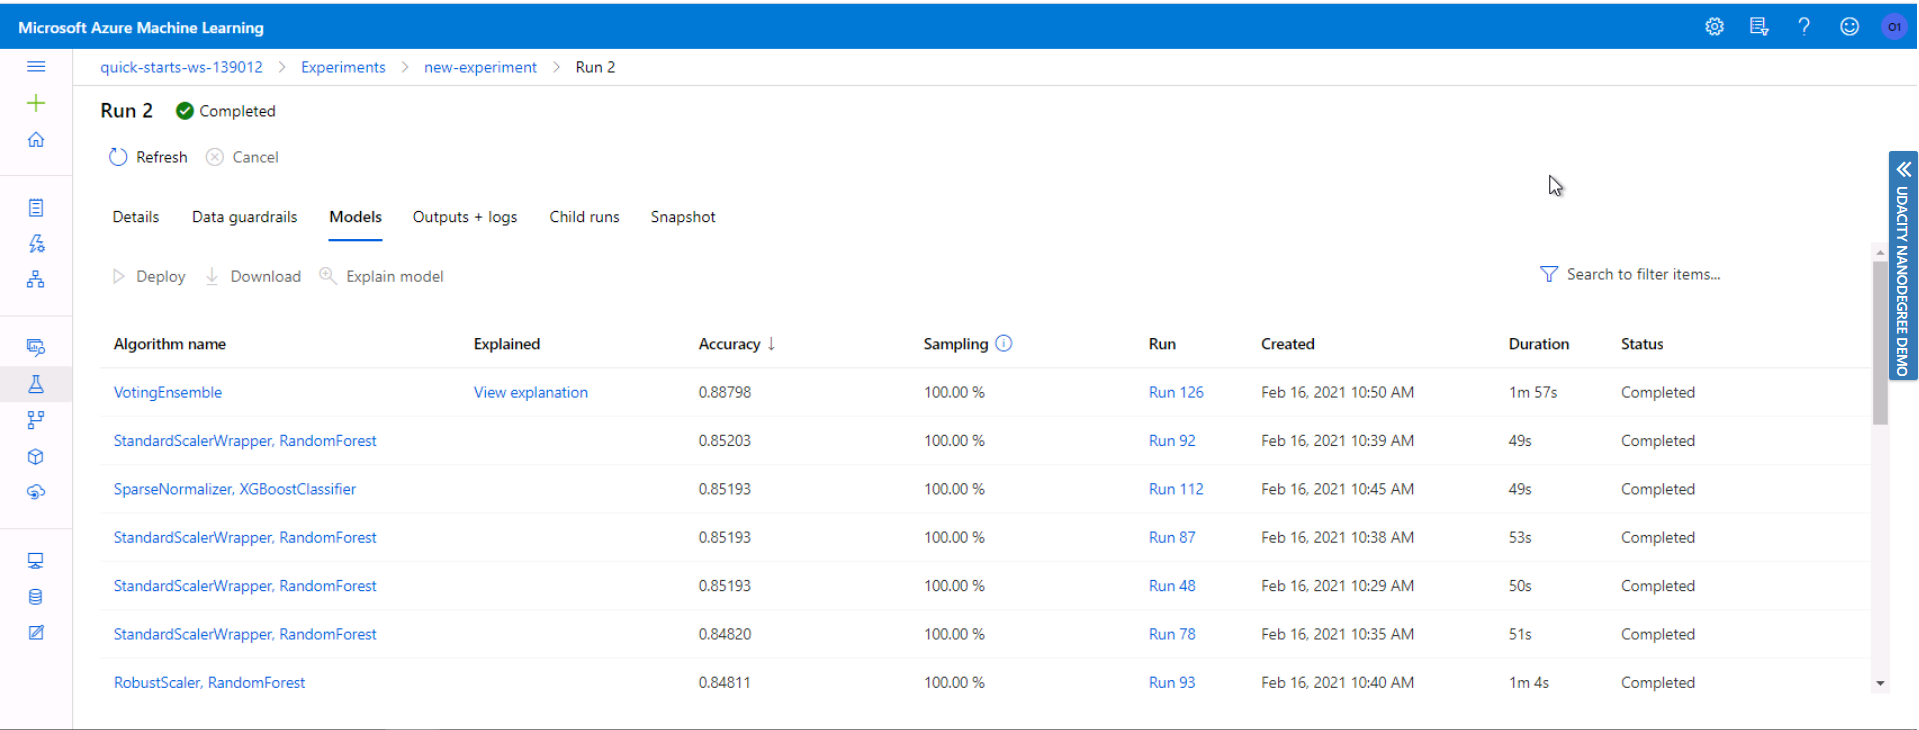 Microsoft Azure Machine Learning
O1
quick-starts-ws-139012 > Experiments > new-experiment > Run 2
Run 2 Completed
Refresh Cancel
Details Data guardrails Models Outputs + logs Child runs Snapshot
Deploy Download Explain model Search to filter items...
Algorithm name Explained Accuracy ↓ Sampling Run Created Duration Status
VotingEnsemble View explanation 0.88798 100.00 % Run 126 Feb 16, 2021 10:50 AM 1m 57s Completed
StandardScalerWrapper, RandomForest 0.85203 100.00 % Run 92 Feb 16, 2021 10:39 AM 49s Completed
SparseNormalizer, XGBoostClassifier 0.85193 100.00 % Run 112 Feb 16, 2021 10:45 AM 49s Completed
StandardScalerWrapper, RandomForest 0.85193 100.00 % Run 87 Feb 16, 2021 10:38 AM 53s Completed
StandardScalerWrapper, RandomForest 0.85193 100.00 % Run 48 Feb 16, 2021 10:29 AM 50s Completed
StandardScalerWrapper, RandomForest 0.84820 100.00 % Run 78 Feb 16, 2021 10:35 AM 51s Completed
RobustScaler, RandomForest 0.84811 100.00 % Run 93 Feb 16, 2021 10:40 AM 1m 4s Completed
UDACITY NANODEGREE DEMO